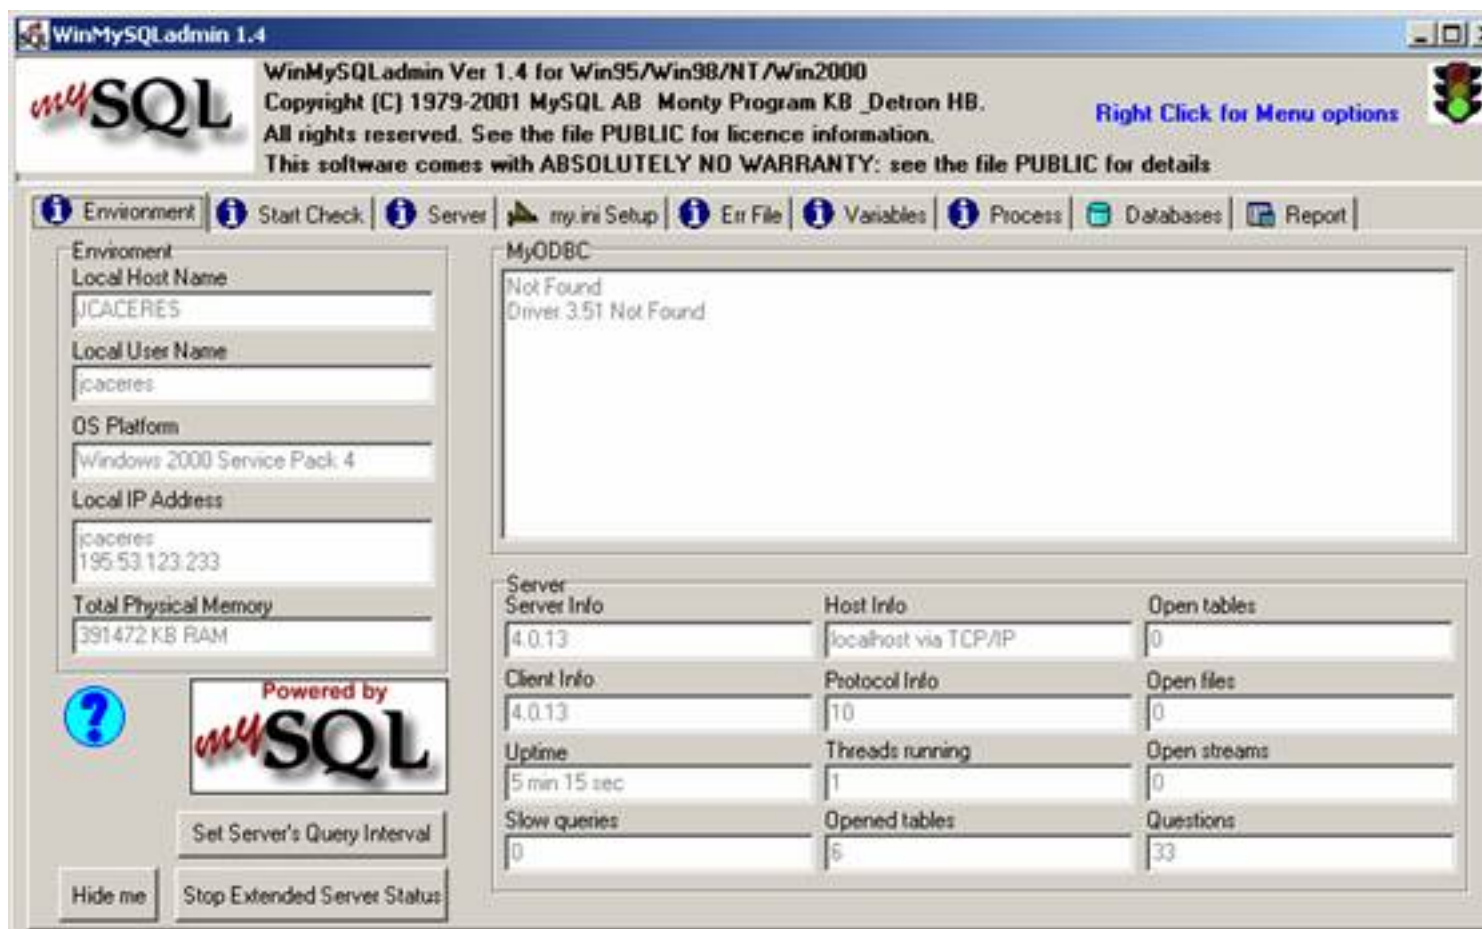 WinMySQLadmin 1.4
mySQL
WinMySQLadmin Ver 1.4 for Win95/Win98/NT/Win2000
Copyright (C) 1979-2001 MySQL AB Monty Program KB _Detron HB.
All rights reserved. See the file PUBLIC for licence information.
This software comes with ABSOLUTELY NO WARRANTY: see the file PUBLIC for details
Right Click for Menu options
Environment Start Check Server my.ini Setup Err File Variables Process Databases Report
Enviroment
Local Host Name
JCACERES
Local User Name
jcaceres
OS Platform
Windows 2000 Service Pack 4
Local IP Address
jcaceres
195.53.123.233
Total Physical Memory
391472 KB RAM
?
Powered by
mySQL
Set Server's Query Interval
Hide me
Stop Extended Server Status
MyODBC
Not Found
Driver 3.51 Not Found
Server
Server Info Host Info Open tables
4.0.13 localhost via TCP/IP 0
Client Info Protocol Info Open files
4.0.13 10 0
Uptime Threads running Open streams
5 min 15 sec 1 0
Slow queries Opened tables Questions
0 6 33